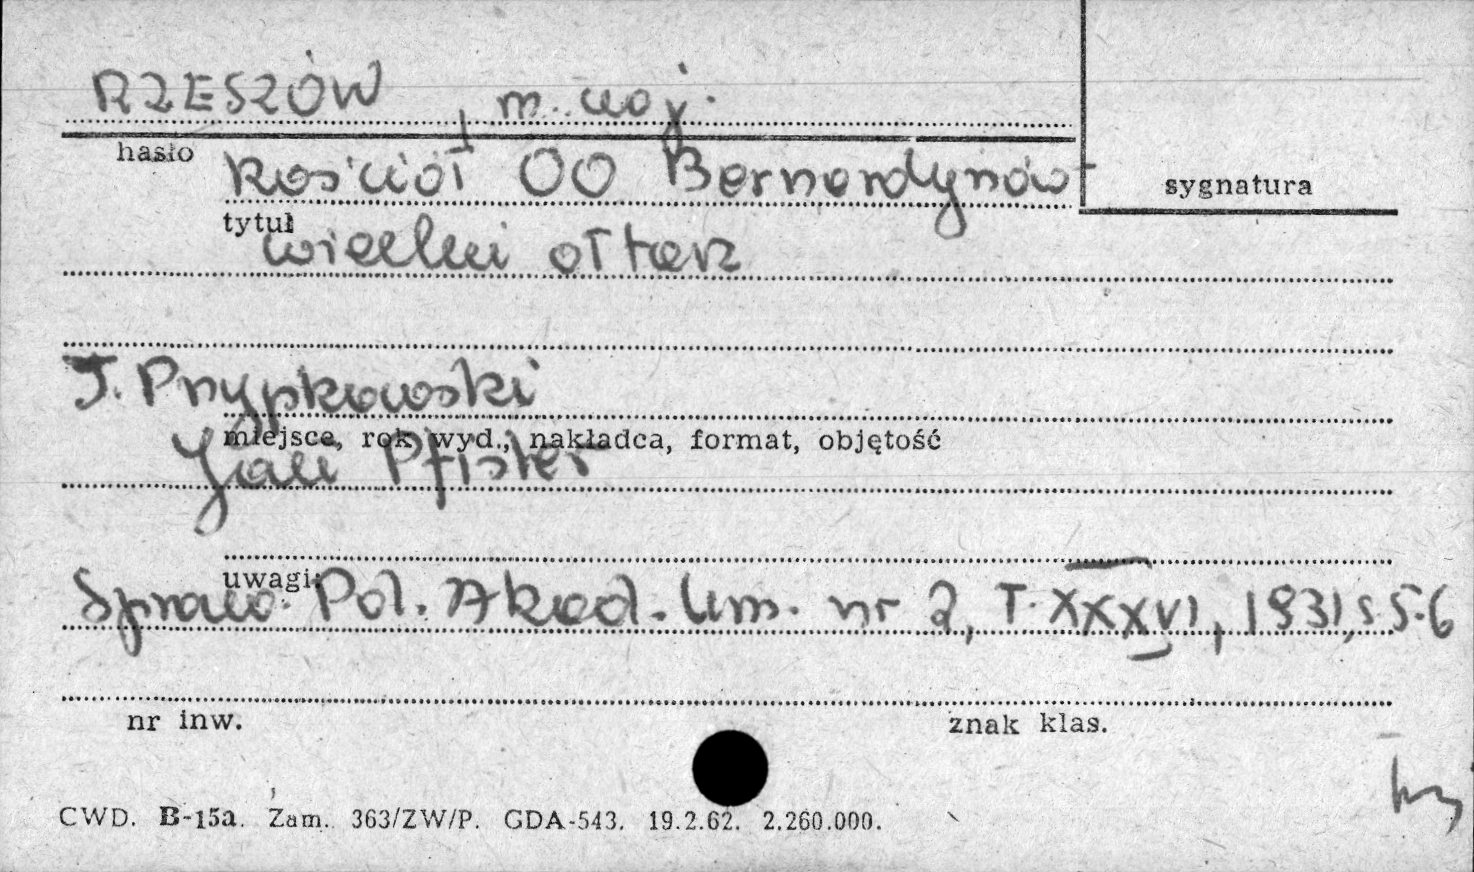 RZESZÓW, m. woj.
hasło
kościół OO Bernardynów
sygnatura
tytuł
wielki ołtarz
T. Przypkowski
miejsce, rok wyd., nakładca, format, objętość
Jan Pfister
uwagi:
Spraw. Pol. Akad. Um. nr 2, T. XXXVI, 1931, s 5-6
nr inw.
znak klas.
CWD. B-15a. Zam. 363/ZW/P. GDA-543. 19.2.62. 2.260.000.